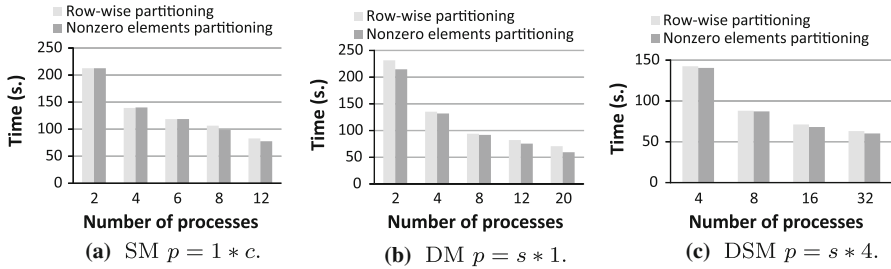 Row-wise partitioning
Nonzero elements partitioning
250
200
150
100
50
0
Time (s.)
2 4 6 8 12
Number of processes
(a) SM p = 1 * c.
Row-wise partitioning
Nonzero elements partitioning
250
200
150
100
50
0
Time (s.)
2 4 8 12 20
Number of processes
(b) DM p = s * 1.
Row-wise partitioning
Nonzero elements partitioning
150
100
50
0
Time (s.)
4 8 16 32
Number of processes
(c) DSM p = s * 4.